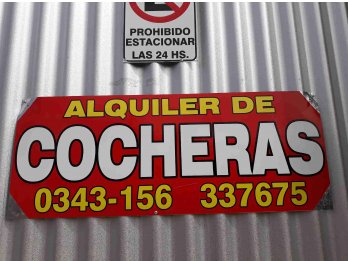 PROHIBIDO
ESTACIONAR
LAS 24 HS.
ALQUILER DE
COCHERAS
0343-156 337675